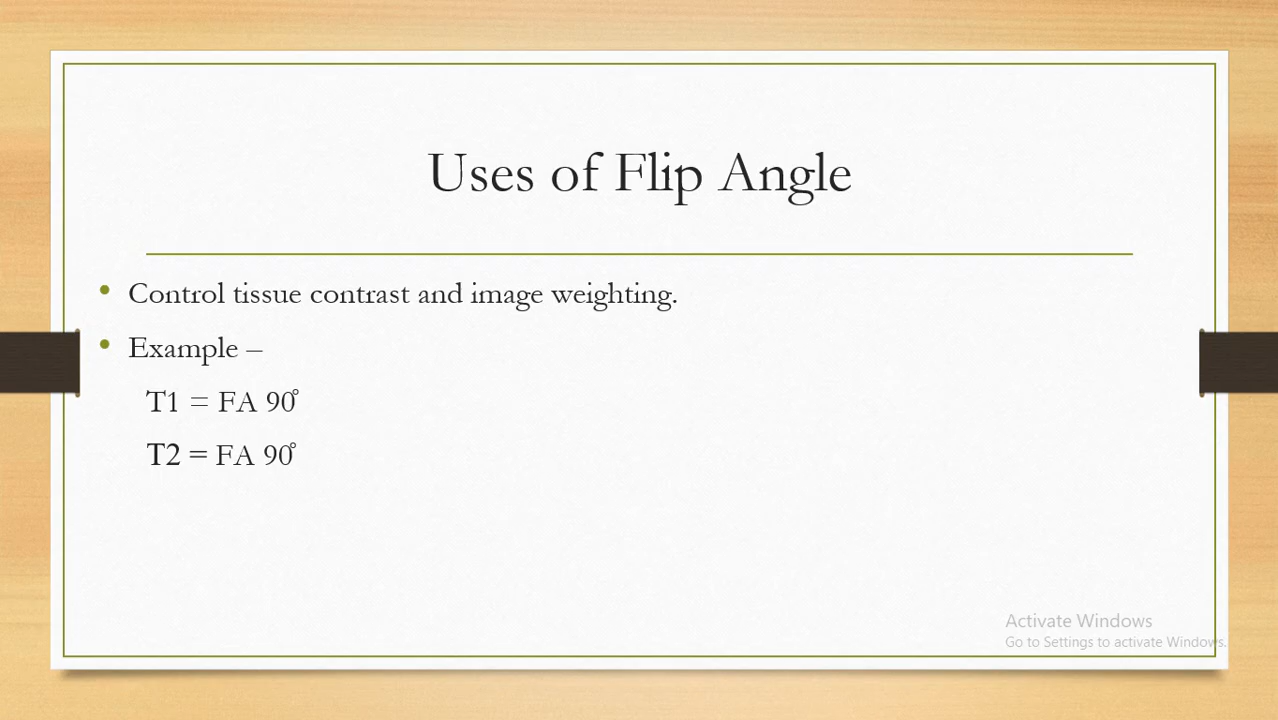 Uses of Flip Angle
• Control tissue contrast and image weighting.
• Example –
T1 = FA 90°
T2 = FA 90°
Activate Windows
Go to Settings to activate Windows.